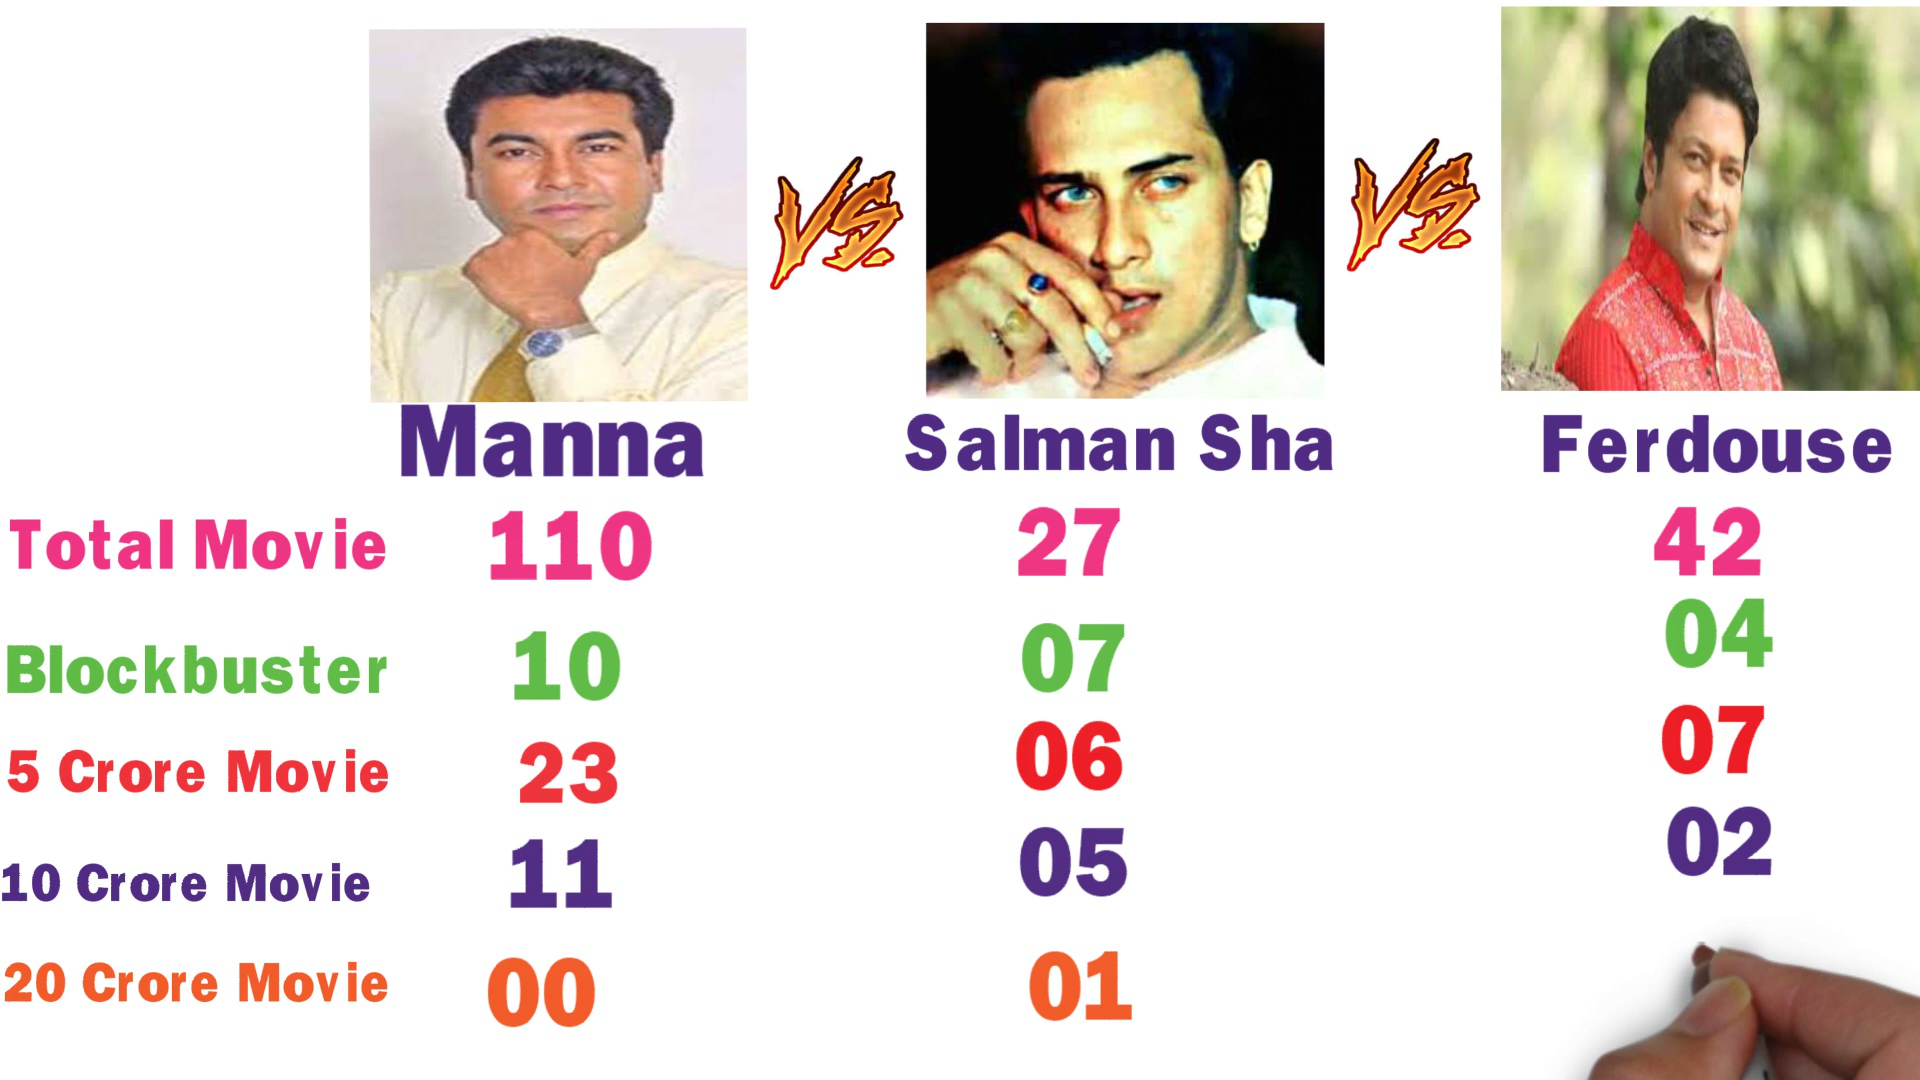 VS. VS.
Manna Salman Sha Ferdouse
Total Movie 110 27 42
Blockbuster 10 07 04
5 Crore Movie 23 06 07
10 Crore Movie 11 05 02
20 Crore Movie 00 01